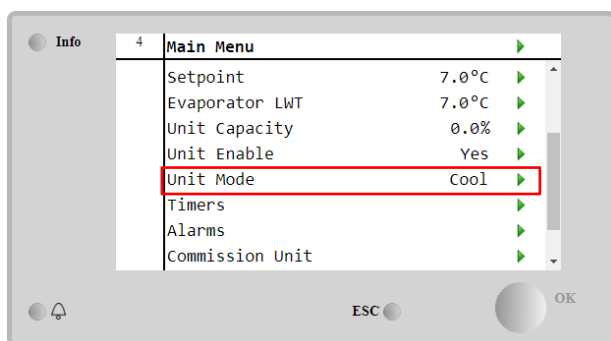 Info
4 Main Menu
Setpoint 7.0°C
Evaporator LWT 7.0°C
Unit Capacity 0.0%
Unit Enable Yes
Unit Mode Cool
Timers
Alarms
Commission Unit
ESC OK